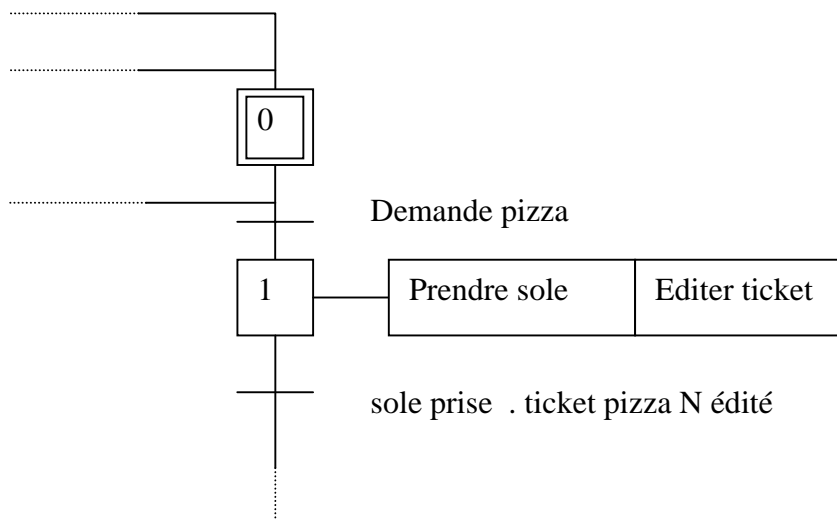 0
Demande pizza
1 Prendre sole Editer ticket
sole prise . ticket pizza N édité